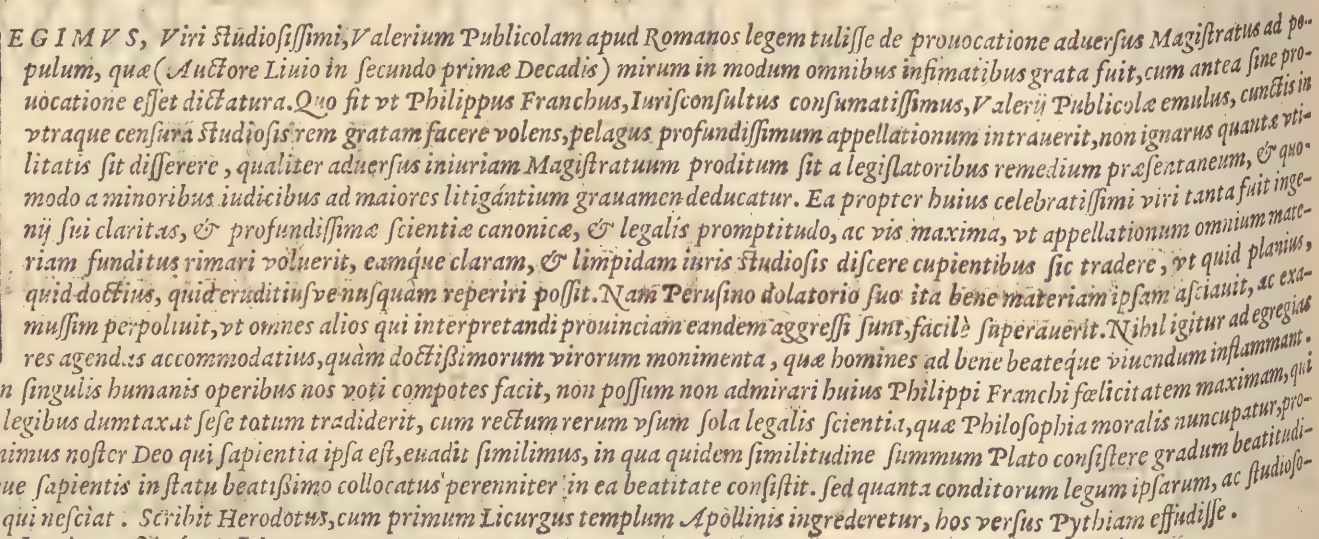 EGIMVS, Viri studiosissimi, Valerium Publicolam apud Romanos legem tulisse de prouocatione aduersus Magistratus ad po-
pulum, quæ (Auctore Liuio in secundo primæ Decadis) mirum in modum omnibus infimatibus grata fuit, cum antea sine pro-
uocatione esset dictatura. Quo fit vt Philippus Franchus, Iurisconsultus consumatissimus, Valerij Publicolæ emulus, cunctis in
vtraque censura studiosis rem gratam facere volens, pelagus profundissimum appellationum intrauerit, non ignarus quantæ vti-
litatis sit disserere, qualiter aduersus iniuriam Magistratuum proditum sit a legislatoribus remedium præsentaneum, & quo-
modo a minoribus iudicibus ad maiores litigántium grauamen deducatur. Ea propter huius celebratissimi viri tanta fuit inge-
nij sui claritas, & profundissimæ scientiæ canonicæ, & legalis promptitudo, ac vis maxima, vt appellationum omnium mate-
riam funditus rimari voluerit, eamque claram, & limpidam iuris studiosis discere cupientibus sic tradere, vt quid planius,
quid doctius, quid eruditiusve nusquam reperiri possit. Nam Perusino dolatorio suo ita bene materiam ipsam asciauit, ac exa-
mussim perpoliuit, vt omnes alios qui interpretandi prouinciam eandem aggressi sunt, facilè superauerit. Nihil igitur ad egregias
res agendas accommodatius, quàm doctissimorum virorum monimenta, quæ homines ad bene beateque viuendum inflammant.
n singulis humanis operibus nos voti compotes facit, non possum non admirari huius Philippi Franchi fœlicitatem maximam, qui
legibus dumtaxat sese totum tradiderit, cum rectum rerum vsum sola legalis scientia, quæ Philosophia moralis nuncupatur, pro-
nimus noster Deo qui sapientia ipsa est, euadit similimus, in qua quidem similitudine summum Plato consistere gradum beatitudi-
ue sapientis in statu beatissimo collocatus perenniter in ea beatitate consistit. sed quanta conditorum legum ipsarum, ac studioso-
qui nesciat. Scribit Herodotus, cum primum Licurgus templum Apollinis ingrederetur, hos versus Pythiam effudisse.